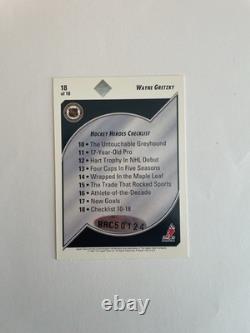 18
of 18
WAYNE GRETZKY
HOCKEY HEROES CHECKLIST
10 • The Untouchable Greyhound
11 • 17-Year-Old Pro
12 • Hart Trophy In NHL Debut
13 • Four Cups In Five Seasons
14 • Wrapped In the Maple Leaf
15 • The Trade That Rocked Sports
16 • Athlete-of-the-Decade
17 • New Goals
18 • Checklist 10-18
BAC50124